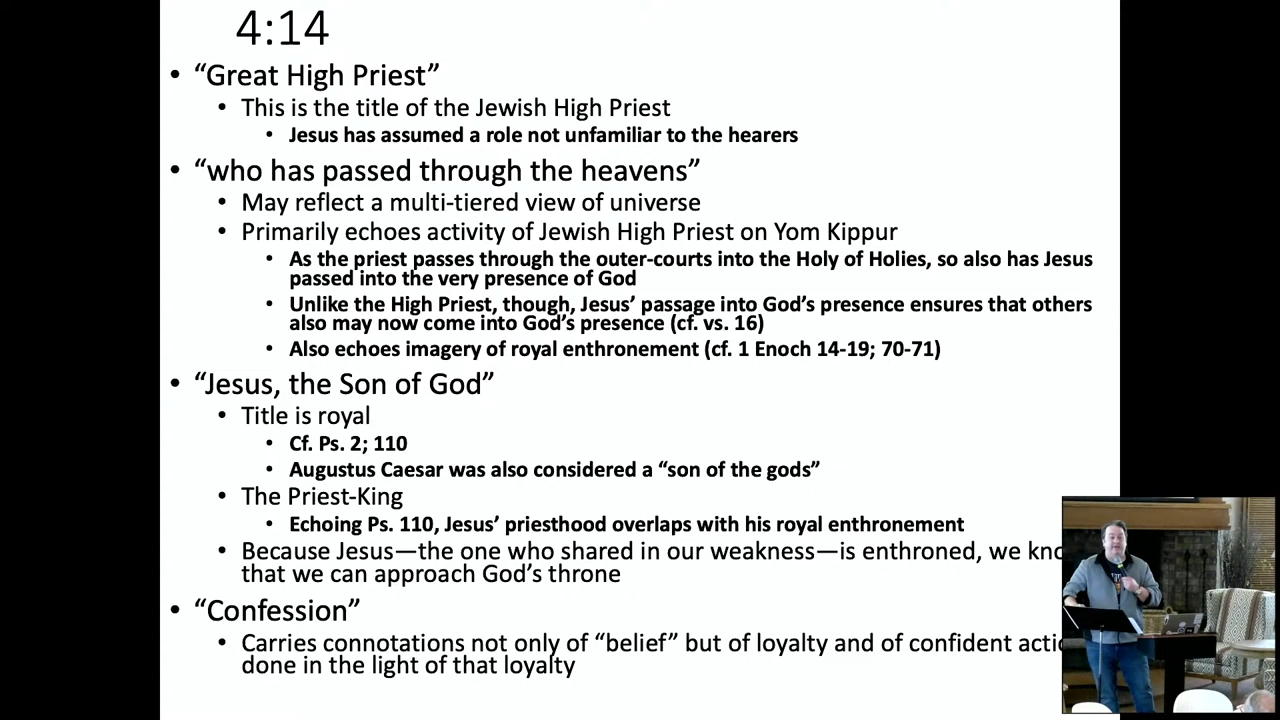 4:14
• “Great High Priest”
• This is the title of the Jewish High Priest
• Jesus has assumed a role not unfamiliar to the hearers
• “who has passed through the heavens”
• May reflect a multi-tiered view of universe
• Primarily echoes activity of Jewish High Priest on Yom Kippur
• As the priest passes through the outer-courts into the Holy of Holies, so also has Jesus
passed into the very presence of God
• Unlike the High Priest, though, Jesus’ passage into God’s presence ensures that others
also may now come into God’s presence (cf. vs. 16)
• Also echoes imagery of royal enthronement (cf. 1 Enoch 14-19; 70-71)
• “Jesus, the Son of God”
• Title is royal
• Cf. Ps. 2; 110
• Augustus Caesar was also considered a “son of the gods”
• The Priest-King
• Echoing Ps. 110, Jesus’ priesthood overlaps with his royal enthronement
• Because Jesus—the one who shared in our weakness—is enthroned, we
that we can approach God’s throne
• “Confession”
• Carries connotations not only of “belief” but of loyalty and of confident
done in the light of that loyalty